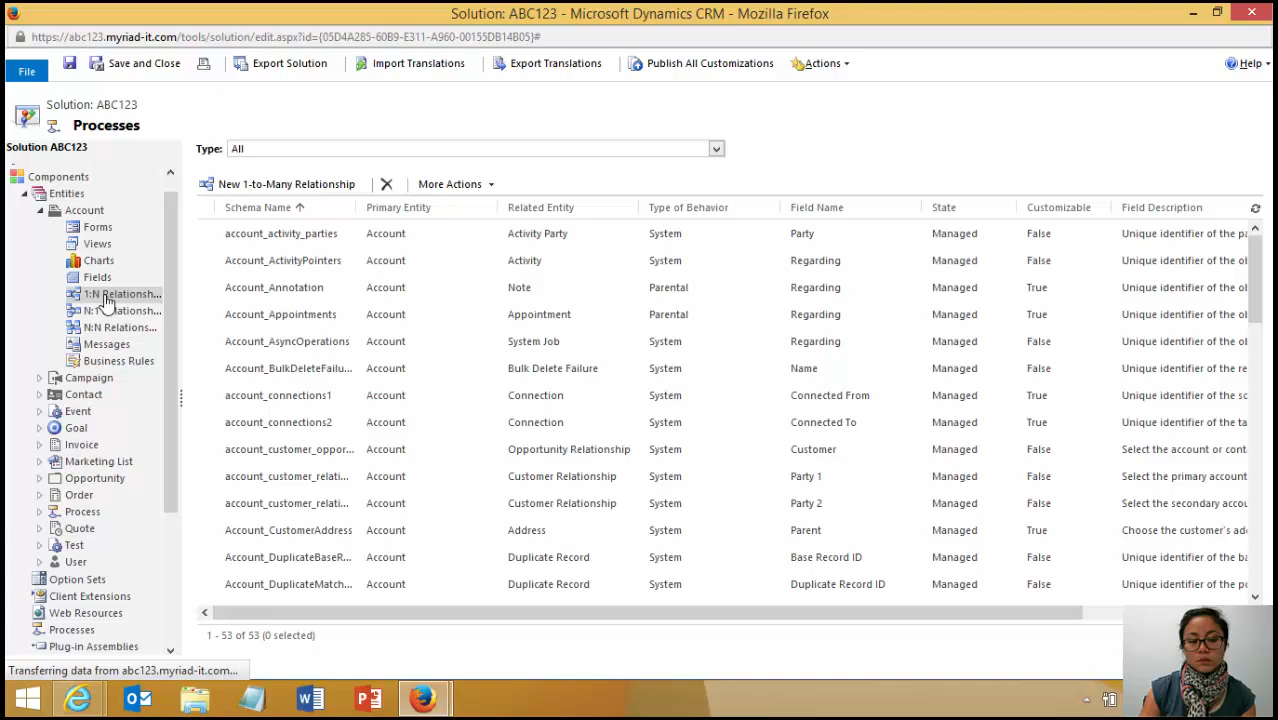 Solution: ABC123 - Microsoft Dynamics CRM - Mozilla Firefox
https://abc123.myriad-it.com/tools/solution/edit.aspx?id={05D4A285-60B9-E311-A960-00155DB14B05}#
File Save and Close Export Solution Import Translations Export Translations Publish All Customizations Actions Help
Solution: ABC123
Processes
Solution ABC123
Components
Entities
Account
Forms
Views
Charts
Fields
1:N Relationsh...
N:1 Relationsh...
N:N Relations...
Messages
Business Rules
Campaign
Contact
Event
Goal
Invoice
Marketing List
Opportunity
Order
Process
Quote
Test
User
Option Sets
Client Extensions
Web Resources
Processes
Plug-in Assemblies
Type: All
New 1-to-Many Relationship More Actions
Schema Name Primary Entity Related Entity Type of Behavior Field Name State Customizable Field Description
account_activity_parties Account Activity Party System Party Managed False Unique identifier of the pa
Account_ActivityPointers Account Activity System Regarding Managed False Unique identifier of the ob
Account_Annotation Account Note Parental Regarding Managed True Unique identifier of the ob
Account_Appointments Account Appointment Parental Regarding Managed True Unique identifier of the ob
Account_AsyncOperations Account System Job System Regarding Managed False Unique identifier of the ob
Account_BulkDeleteFailu... Account Bulk Delete Failure System Name Managed False Unique identifier of the re
account_connections1 Account Connection System Connected From Managed True Unique identifier of the so
account_connections2 Account Connection System Connected To Managed True Unique identifier of the ta
account_customer_oppor... Account Opportunity Relationship System Customer Managed False Select the account or cont
account_customer_relati... Account Customer Relationship System Party 1 Managed False Select the primary account
account_customer_relati... Account Customer Relationship System Party 2 Managed False Select the secondary accou
Account_CustomerAddress Account Address System Parent Managed True Choose the customer's add
Account_DuplicateBaseR... Account Duplicate Record System Base Record ID Managed False Unique identifier of the ba
Account_DuplicateMatch... Account Duplicate Record System Duplicate Record ID Managed False Unique identifier of the po
1 - 53 of 53 (0 selected)
Transferring data from abc123.myriad-it.com...